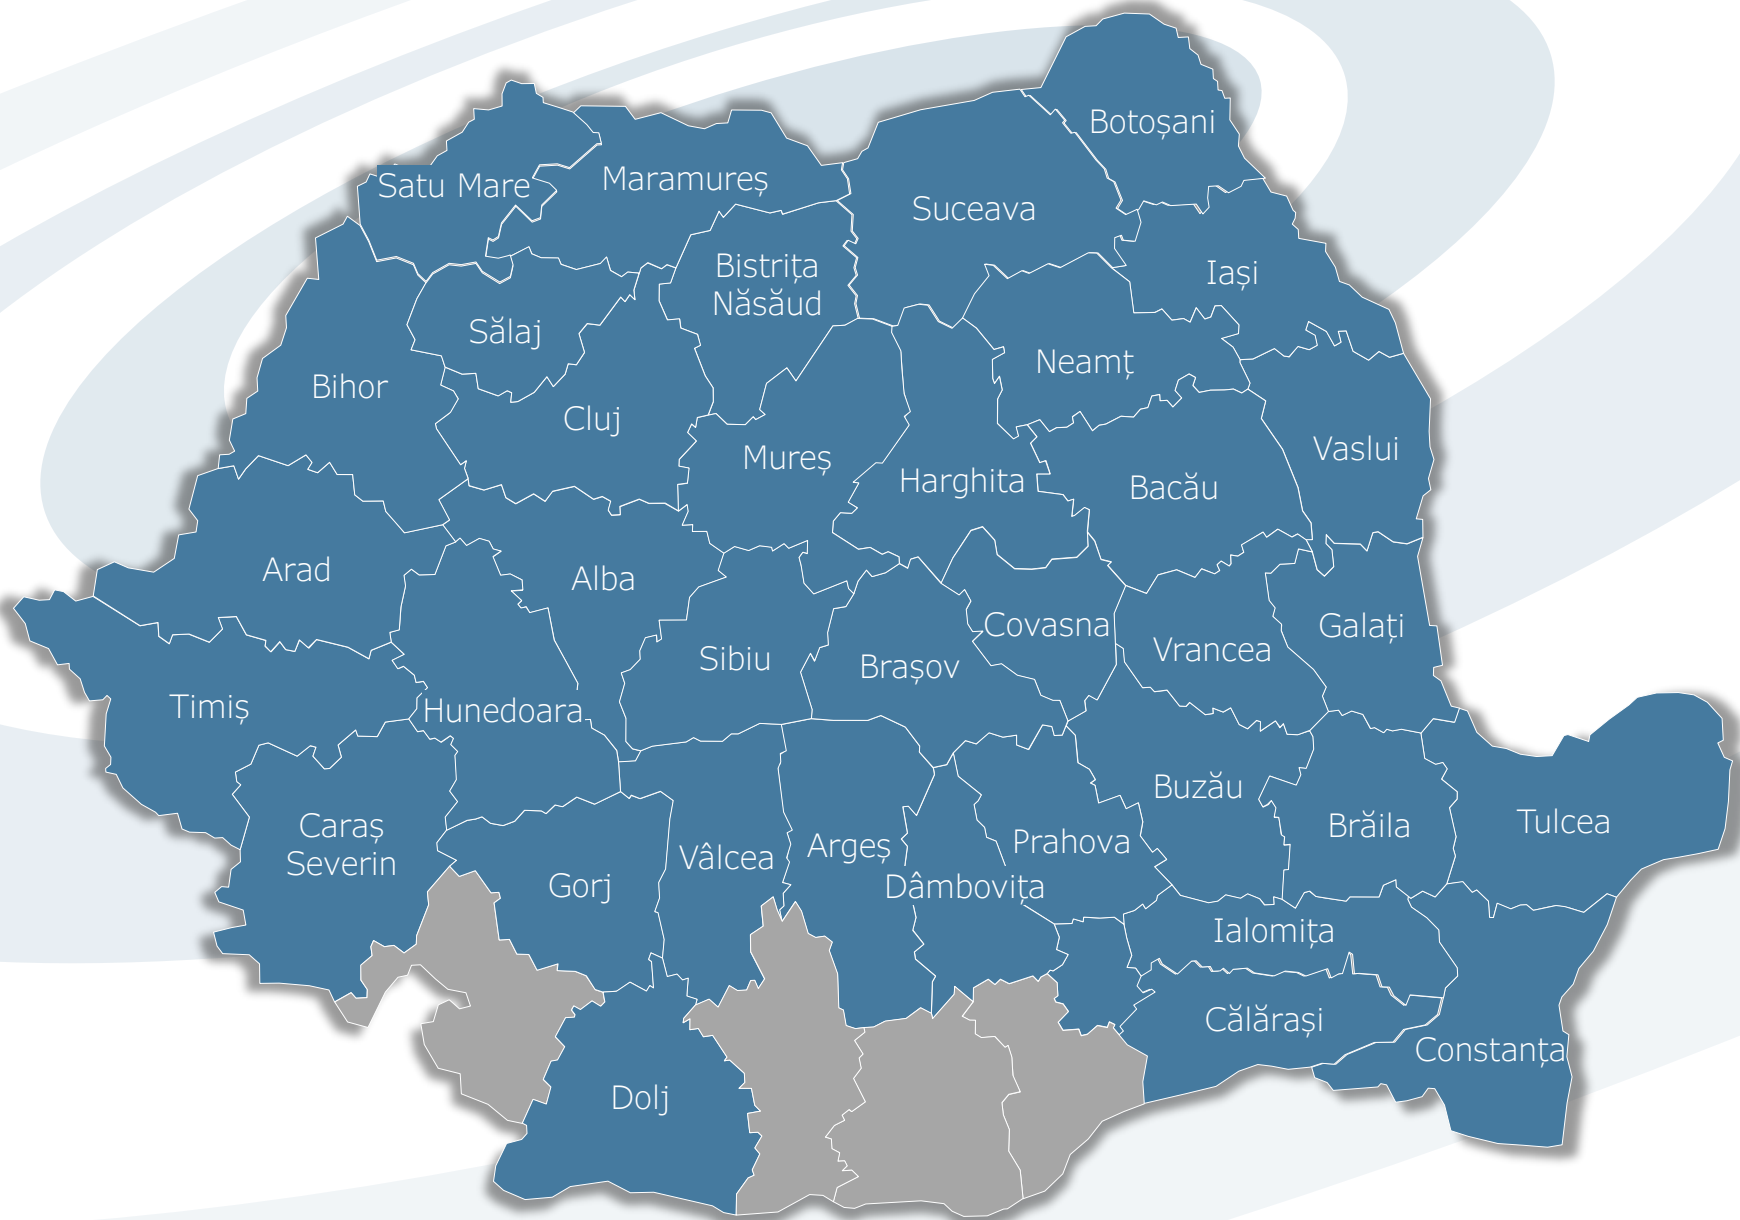 Botoșani
Satu Mare
Maramureș
Suceava
Bistrița
Năsăud
Iași
Sălaj
Neamț
Bihor
Cluj
Mureș
Vaslui
Harghita
Bacău
Arad
Alba
Covasna
Galați
Vrancea
Sibiu
Brașov
Timiș
Hunedoara
Buzău
Caraș
Severin
Brăila
Tulcea
Prahova
Argeș
Vâlcea
Gorj
Dâmbovița
Ialomița
Călărași
Constanța
Dolj